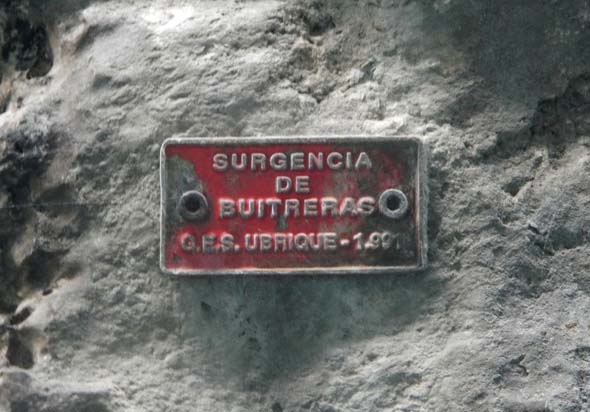 SURGENCIA
DE
BUITRERAS
G.E.S. UBRIQUE - 1.991